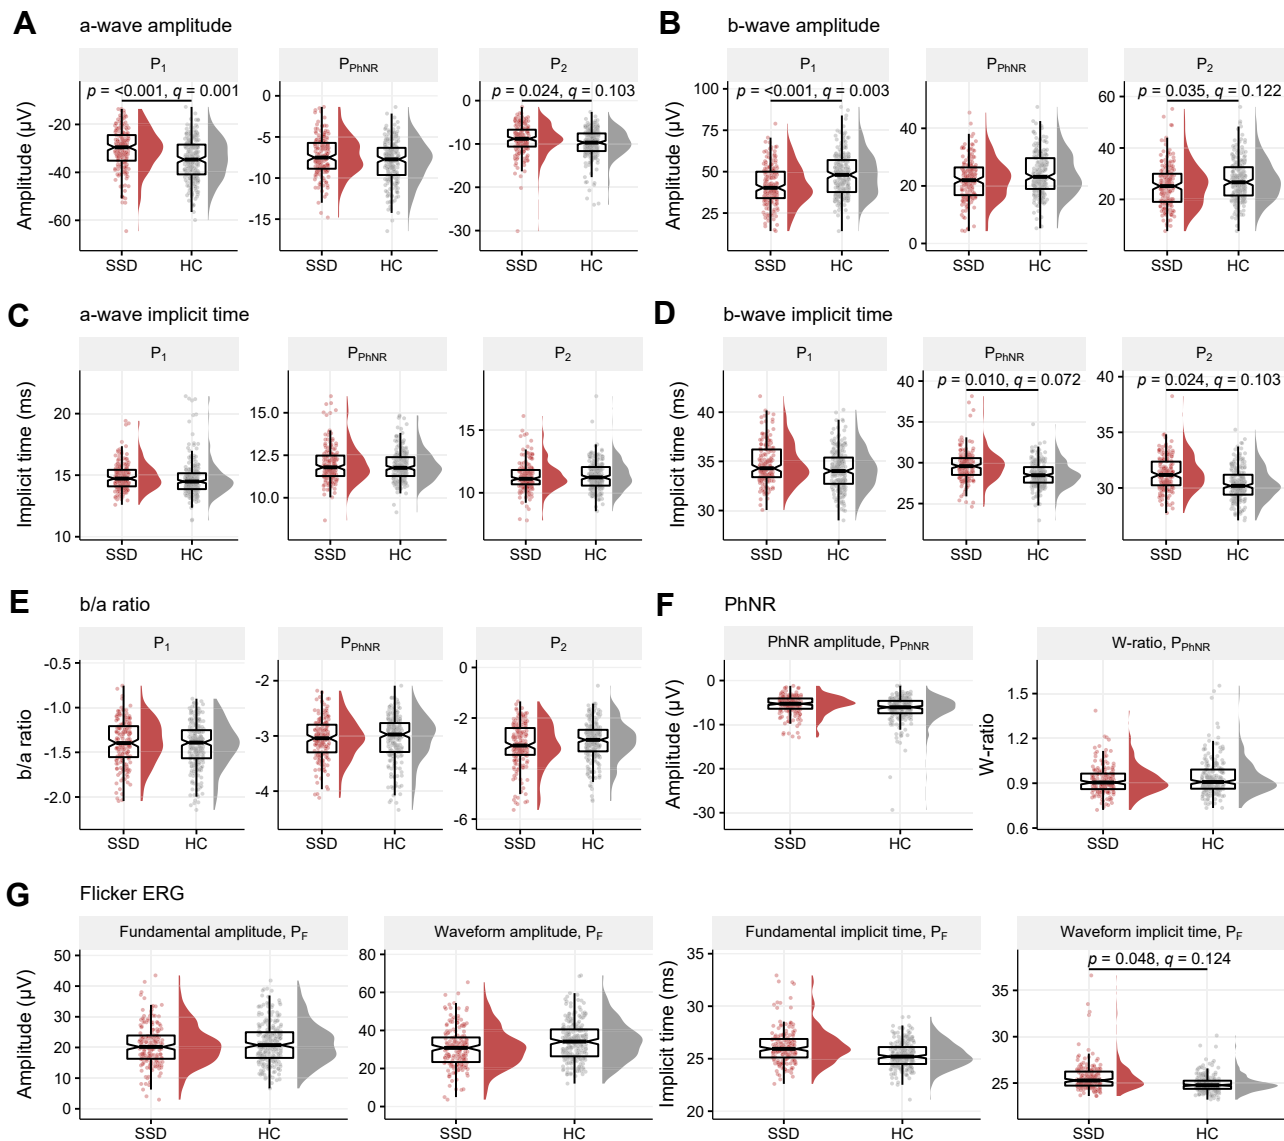 A a-wave amplitude
P1 PPhNR P2
p = <0.001, q = 0.001 p = 0.024, q = 0.103
Amplitude (µV)
-20
-40
-60
0
-5
-10
-15
0
-10
-20
-30
SSD HC SSD HC SSD HC
B b-wave amplitude
P1 PPhNR P2
p = <0.001, q = 0.003 p = 0.035, q = 0.122
Amplitude (µV)
100
75
50
25
40
20
0
60
40
20
SSD HC SSD HC SSD HC
C a-wave implicit time
P1 PPhNR P2
Implicit time (ms)
20
15
10
15.0
12.5
10.0
15
10
SSD HC SSD HC SSD HC
D b-wave implicit time
P1 PPhNR P2
p = 0.010, q = 0.072 p = 0.024, q = 0.103
Implicit time (ms)
40
35
30
40
35
30
25
40
35
30
SSD HC SSD HC SSD HC
E b/a ratio
P1 PPhNR P2
b/a ratio
-0.5
-1.0
-1.5
-2.0
-2
-3
-4
0
-2
-4
-6
SSD HC SSD HC SSD HC
F PhNR
PhNR amplitude, PPhNR W-ratio, PPhNR
Amplitude (µV)
0
-10
-20
-30
W-ratio
1.5
1.2
0.9
0.6
SSD HC SSD HC
G Flicker ERG
Fundamental amplitude, PF Waveform amplitude, PF Fundamental implicit time, PF Waveform implicit time, PF
p = 0.048, q = 0.124
Amplitude (µV)
50
40
30
20
10
0
80
60
40
20
0
Implicit time (ms)
35
30
25
20
35
30
25
SSD HC SSD HC SSD HC SSD HC